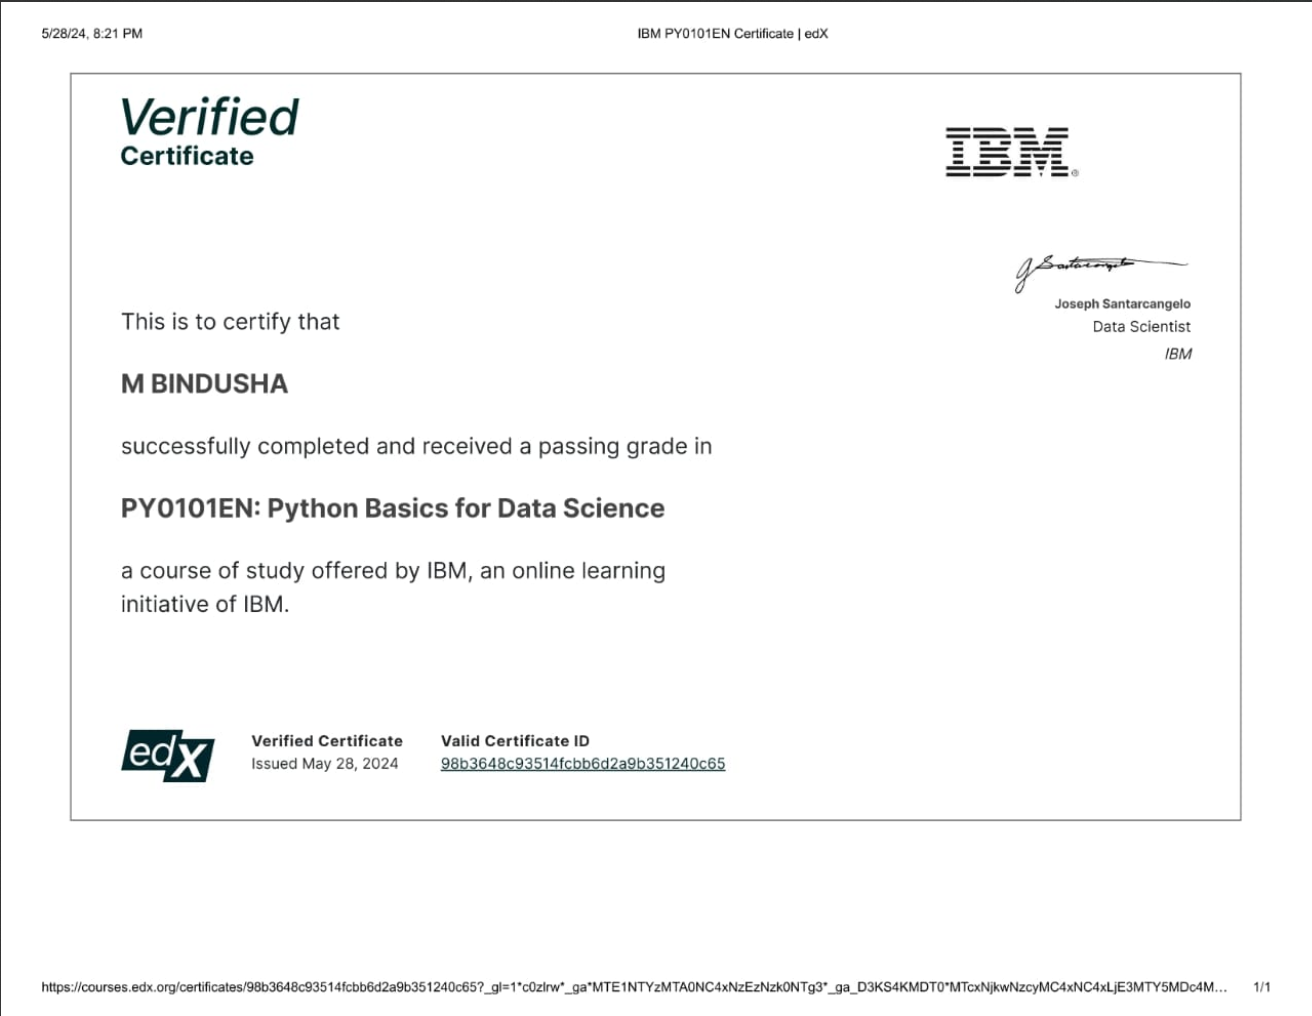 5/28/24, 8:21 PM
IBM PY0101EN Certificate | edX
Verified
Certificate
IBM®
J Santarcangelo
Joseph Santarcangelo
Data Scientist
IBM
This is to certify that
M BINDUSHA
successfully completed and received a passing grade in
PY0101EN: Python Basics for Data Science
a course of study offered by IBM, an online learning
initiative of IBM.
edX
Verified Certificate
Issued May 28, 2024
Valid Certificate ID
98b3648c93514fcbb6d2a9b351240c65
https://courses.edx.org/certificates/98b3648c93514fcbb6d2a9b351240c65?_gl=1*c0zlrw*_ga*MTE1NTYzMTA0NC4xNzEzNzk0NTg3*_ga_D3KS4KMDT0*MTcxNjkwNzcyMC4xNC4xLjE3MTY5MDc4M...
1/1